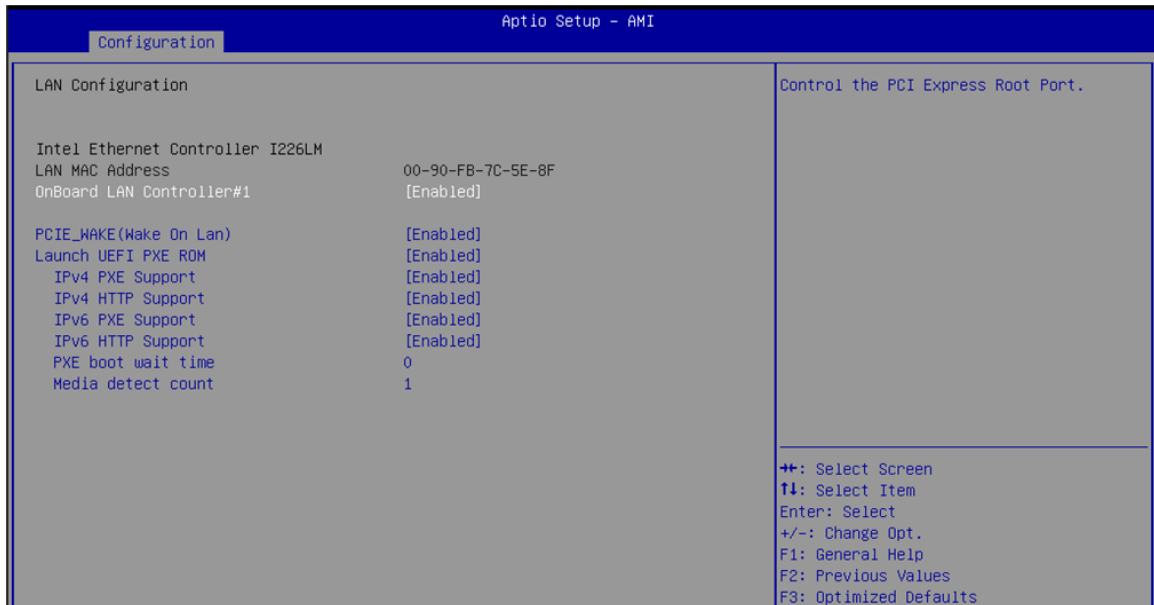 Aptio Setup - AMI
Configuration
LAN Configuration
Intel Ethernet Controller I226LM
LAN MAC Address 00-90-FB-7C-5E-8F
OnBoard LAN Controller#1 [Enabled]
PCIE_WAKE(Wake On Lan) [Enabled]
Launch UEFI PXE ROM [Enabled]
IPv4 PXE Support [Enabled]
IPv4 HTTP Support [Enabled]
IPv6 PXE Support [Enabled]
IPv6 HTTP Support [Enabled]
PXE boot wait time 0
Media detect count 1
Control the PCI Express Root Port.
→←: Select Screen
↑↓: Select Item
Enter: Select
+/-: Change Opt.
F1: General Help
F2: Previous Values
F3: Optimized Defaults